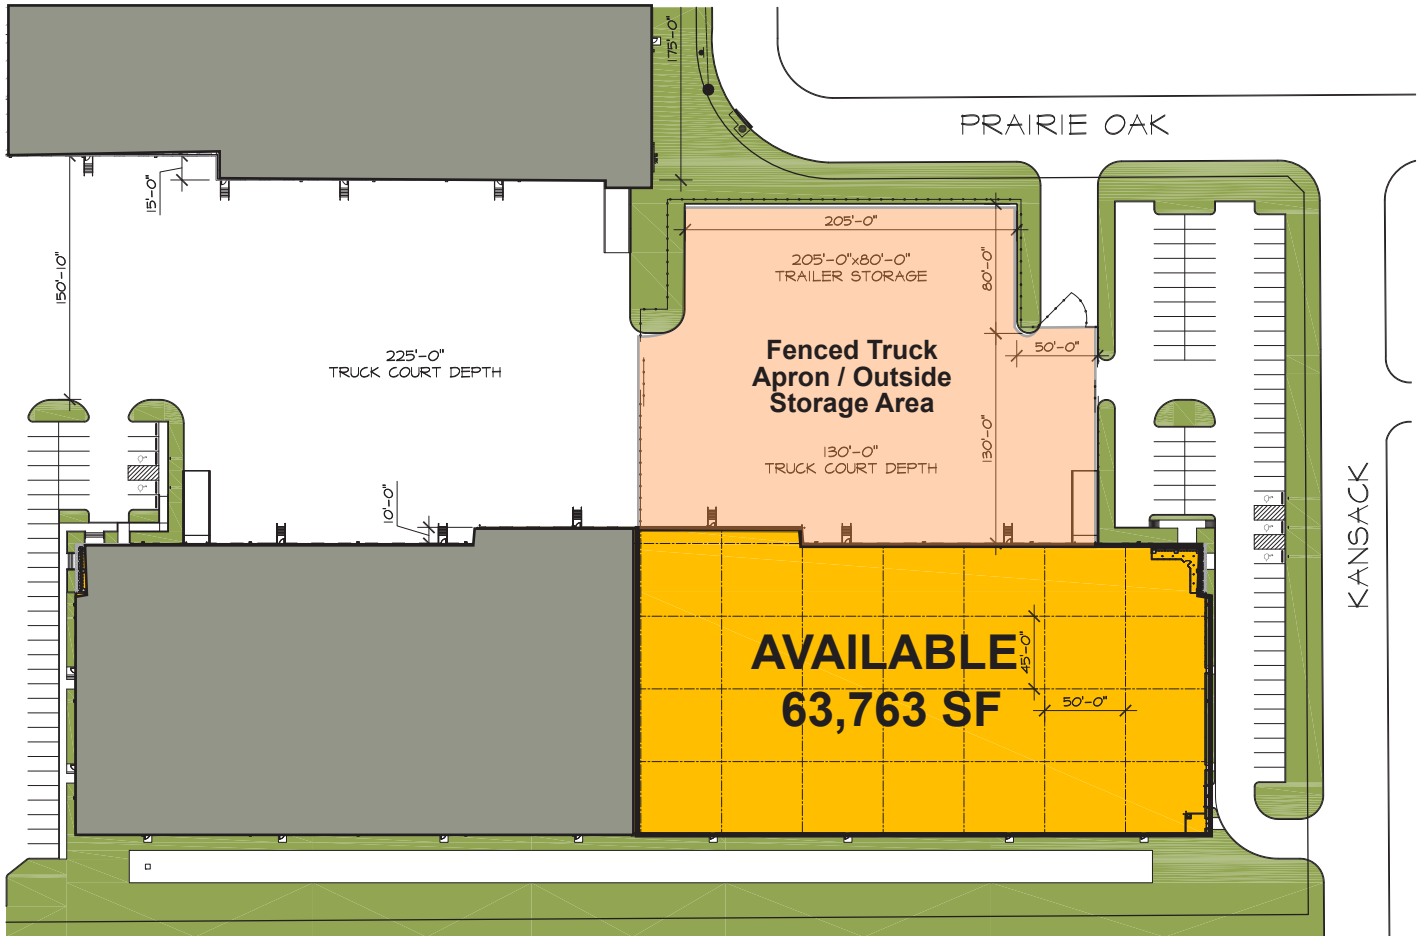 175'-0"
PRAIRIE OAK
15'-0"
205'-0"
205'-0"x80'-0"
TRAILER STORAGE
80'-0"
150'-10"
225'-0"
TRUCK COURT DEPTH
Fenced Truck
Apron / Outside
Storage Area
50'-0"
130'-0"
130'-0"
TRUCK COURT DEPTH
10'-0"
KANSACK
AVAILABLE
63,763 SF
45'-0"
50'-0"